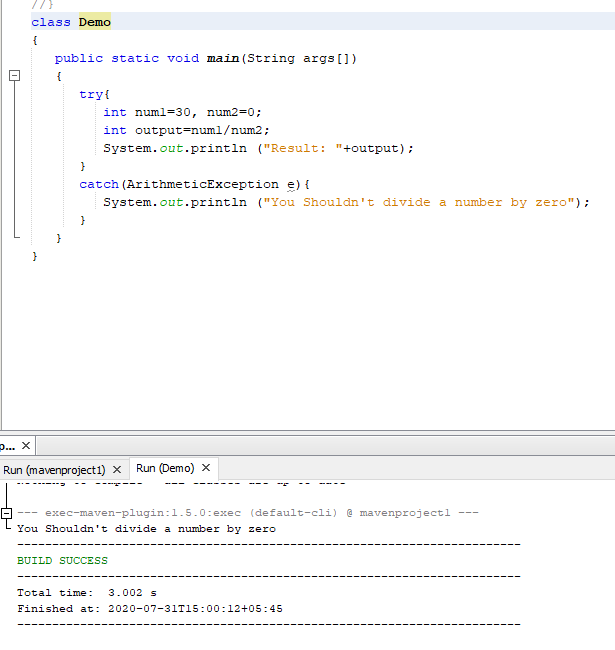 //}
class Demo
{
public static void main(String args[])
{
try{
int num1=30, num2=0;
int output=num1/num2;
System.out.println ("Result: "+output);
}
catch(ArithmeticException e){
System.out.println ("You Shouldn't divide a number by zero");
}
}
}
p... ×
Run (mavenproject1) × Run (Demo) ×
--- exec-maven-plugin:1.5.0:exec (default-cli) @ mavenproject1 ---
You Shouldn't divide a number by zero
------------------------------------------------------------------------
BUILD SUCCESS
------------------------------------------------------------------------
Total time:  3.002 s
Finished at: 2020-07-31T15:00:12+05:45
------------------------------------------------------------------------